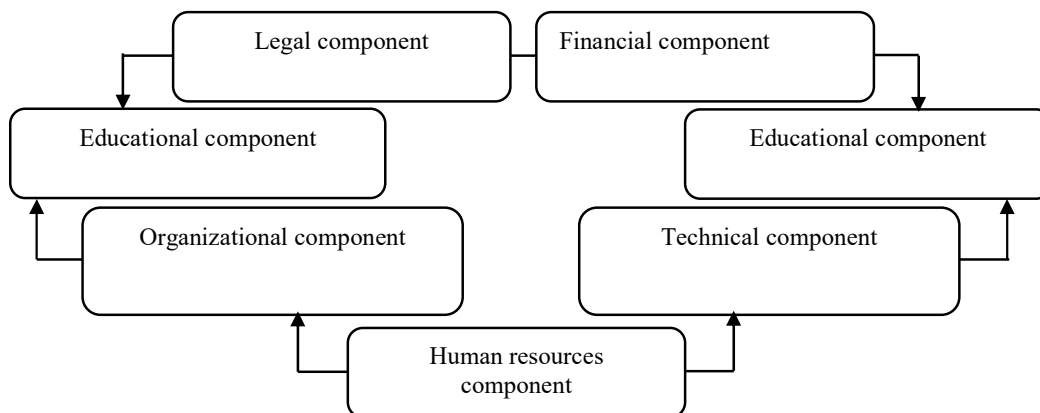 Legal component
Financial component
Educational component
Educational component
Organizational component
Technical component
Human resources
component